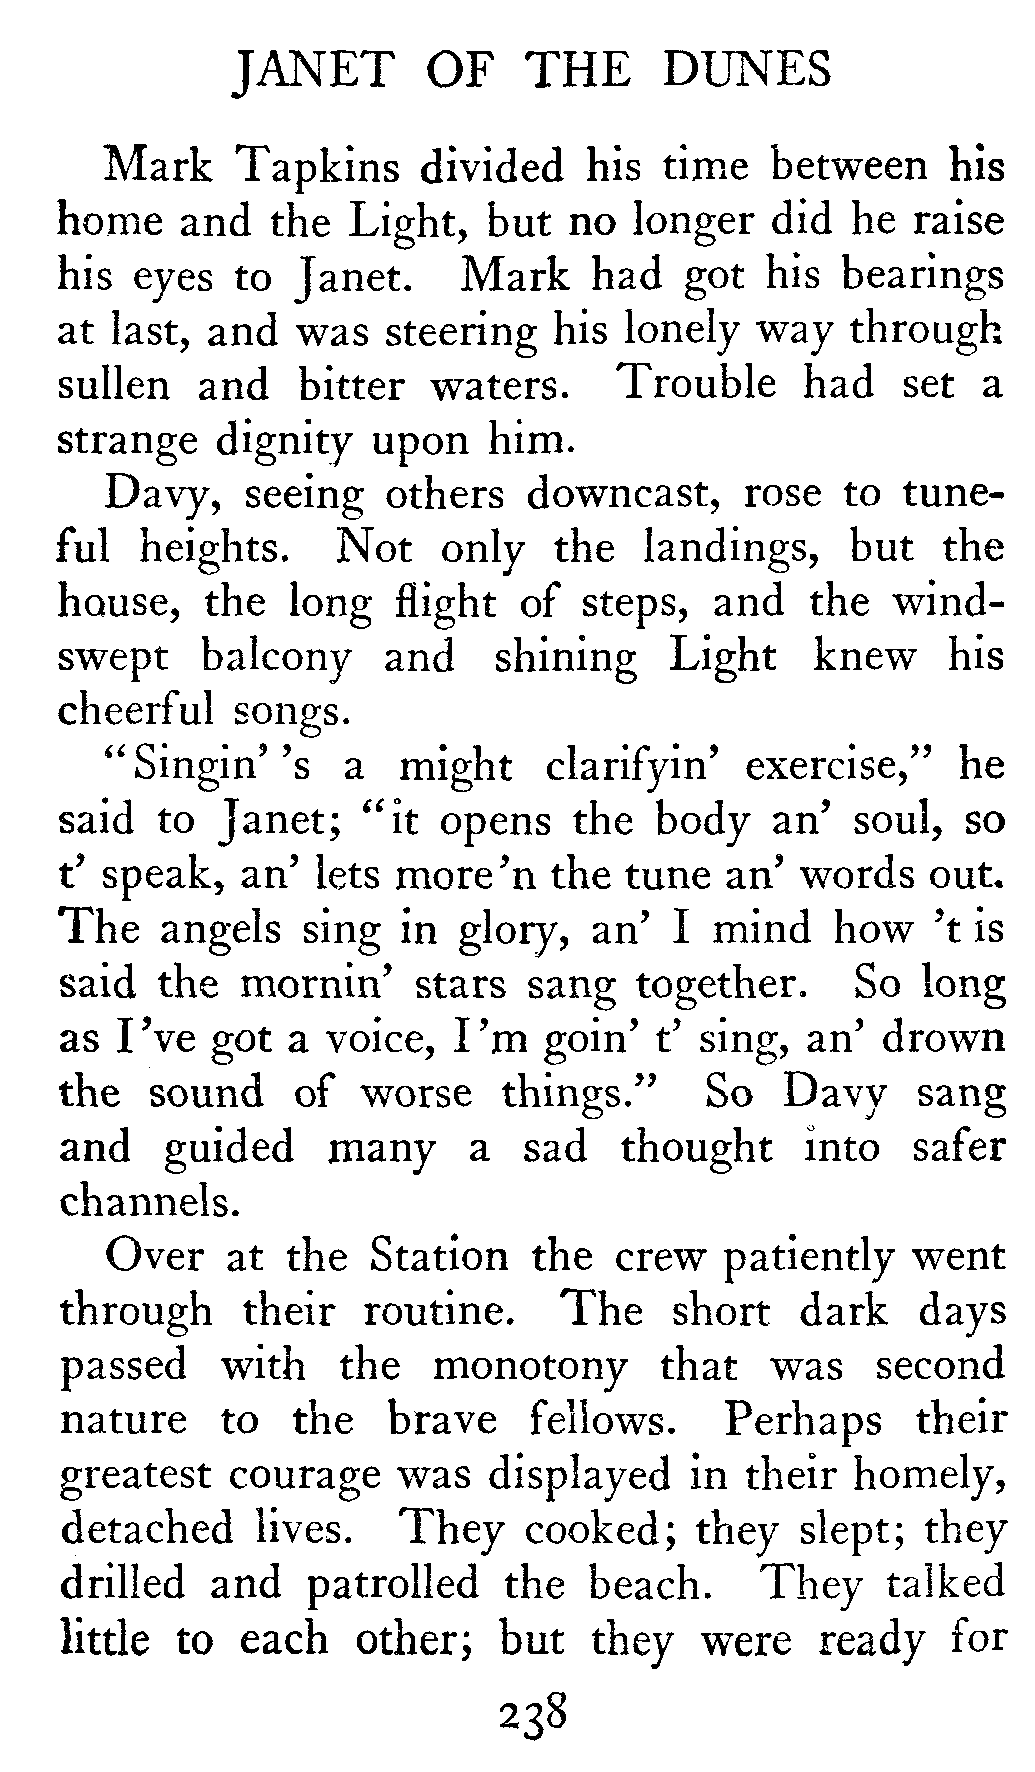 JANET OF THE DUNES
Mark Tapkins divided his time between his
home and the Light, but no longer did he raise
his eyes to Janet. Mark had got his bearings
at last, and was steering his lonely way through
sullen and bitter waters. Trouble had set a
strange dignity upon him.
Davy, seeing others downcast, rose to tune-
ful heights. Not only the landings, but the
house, the long flight of steps, and the wind-
swept balcony and shining Light knew his
cheerful songs.
"Singin' 's a might clarifyin' exercise," he
said to Janet; "it opens the body an' soul, so
t' speak, an' lets more'n the tune an' words out.
The angels sing in glory, an' I mind how 't is
said the mornin' stars sang together. So long
as I've got a voice, I'm goin' t' sing, an' drown
the sound of worse things." So Davy sang
and guided many a sad thought into safer
channels.
Over at the Station the crew patiently went
through their routine. The short dark days
passed with the monotony that was second
nature to the brave fellows. Perhaps their
greatest courage was displayed in their homely,
detached lives. They cooked; they slept; they
drilled and patrolled the beach. They talked
little to each other; but they were ready for
238